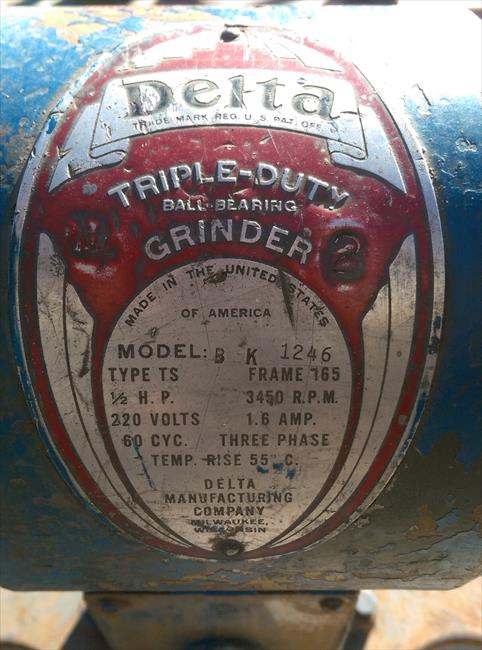 Delta
TRADE MARK REG. U.S. PAT. OFF.
TRIPLE-DUTY
BALL-BEARING
GRINDER 2
MADE IN THE UNITED STATES
OF AMERICA
MODEL: B K 1246
TYPE TS FRAME 165
½ H. P. 3450 R.P.M.
220 VOLTS 1.6 AMP.
60 CYC. THREE PHASE
TEMP. RISE 55° C.
DELTA
MANUFACTURING
COMPANY
MILWAUKEE,
WISCONSIN